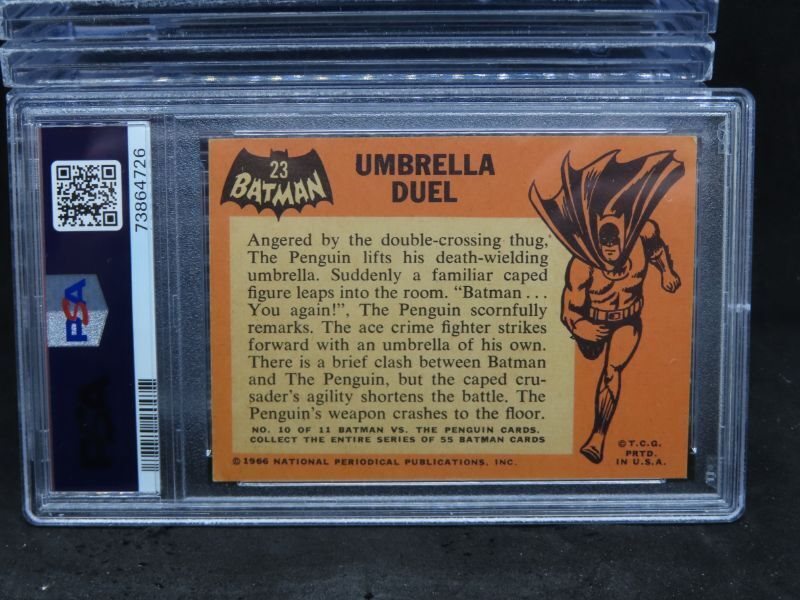 73864726
PSA
23
BATMAN
UMBRELLA
DUEL
Angered by the double-crossing thug,
The Penguin lifts his death-wielding
umbrella. Suddenly a familiar caped
figure leaps into the room. “Batman . . .
You again!”, The Penguin scornfully
remarks. The ace crime fighter strikes
forward with an umbrella of his own.
There is a brief clash between Batman
and The Penguin, but the caped cru-
sader's agility shortens the battle. The
Penguin's weapon crashes to the floor.
NO. 10 OF 11 BATMAN VS. THE PENGUIN CARDS.
COLLECT THE ENTIRE SERIES OF 55 BATMAN CARDS
© 1966 NATIONAL PERIODICAL PUBLICATIONS, INC.
© T.C.G.
PRTD.
IN U.S.A.